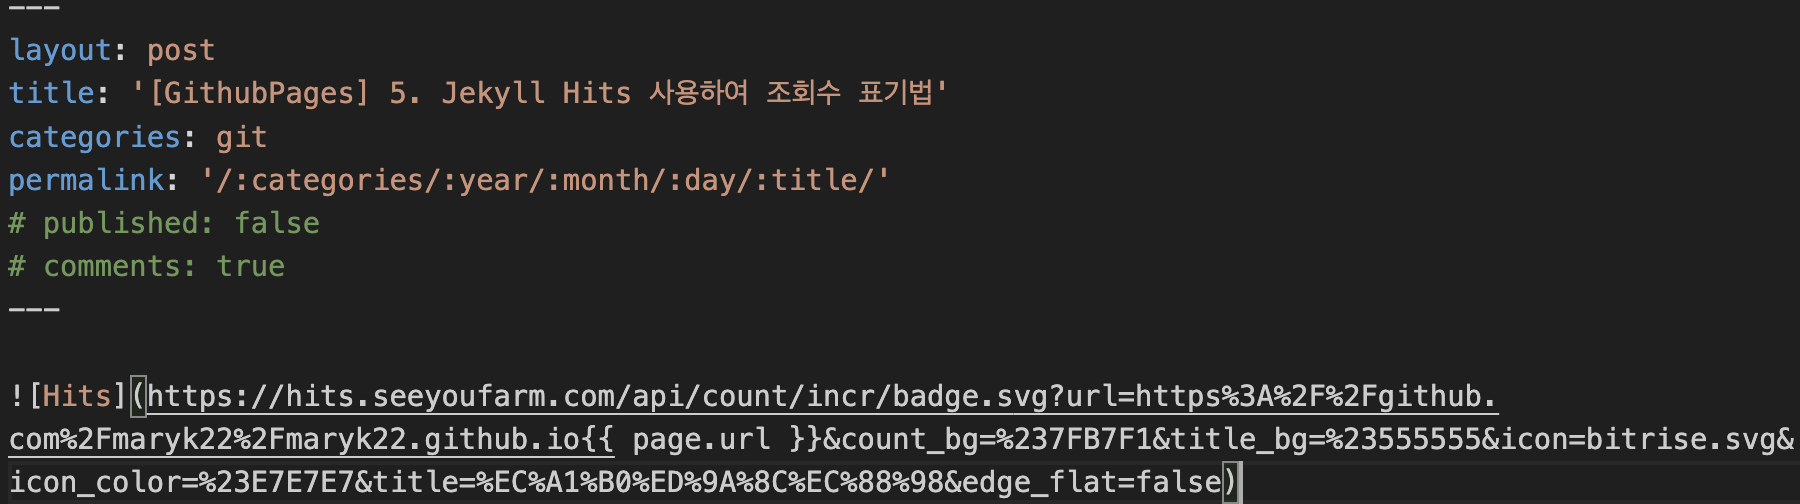 ---
layout: post
title: '[GithubPages] 5. Jekyll Hits 사용하여 조회수 표기법'
categories: git
permalink: '/:categories/:year/:month/:day/:title/'
# published: false
# comments: true
---
![Hits](https://hits.seeyoufarm.com/api/count/incr/badge.svg?url=https%3A%2F%2Fgithub.
com%2Fmaryk22%2Fmaryk22.github.io{{ page.url }}&count_bg=%237FB7F1&title_bg=%23555555&icon=bitrise.svg&
icon_color=%23E7E7E7&title=%EC%A1%B0%ED%9A%8C%EC%88%98&edge_flat=false)